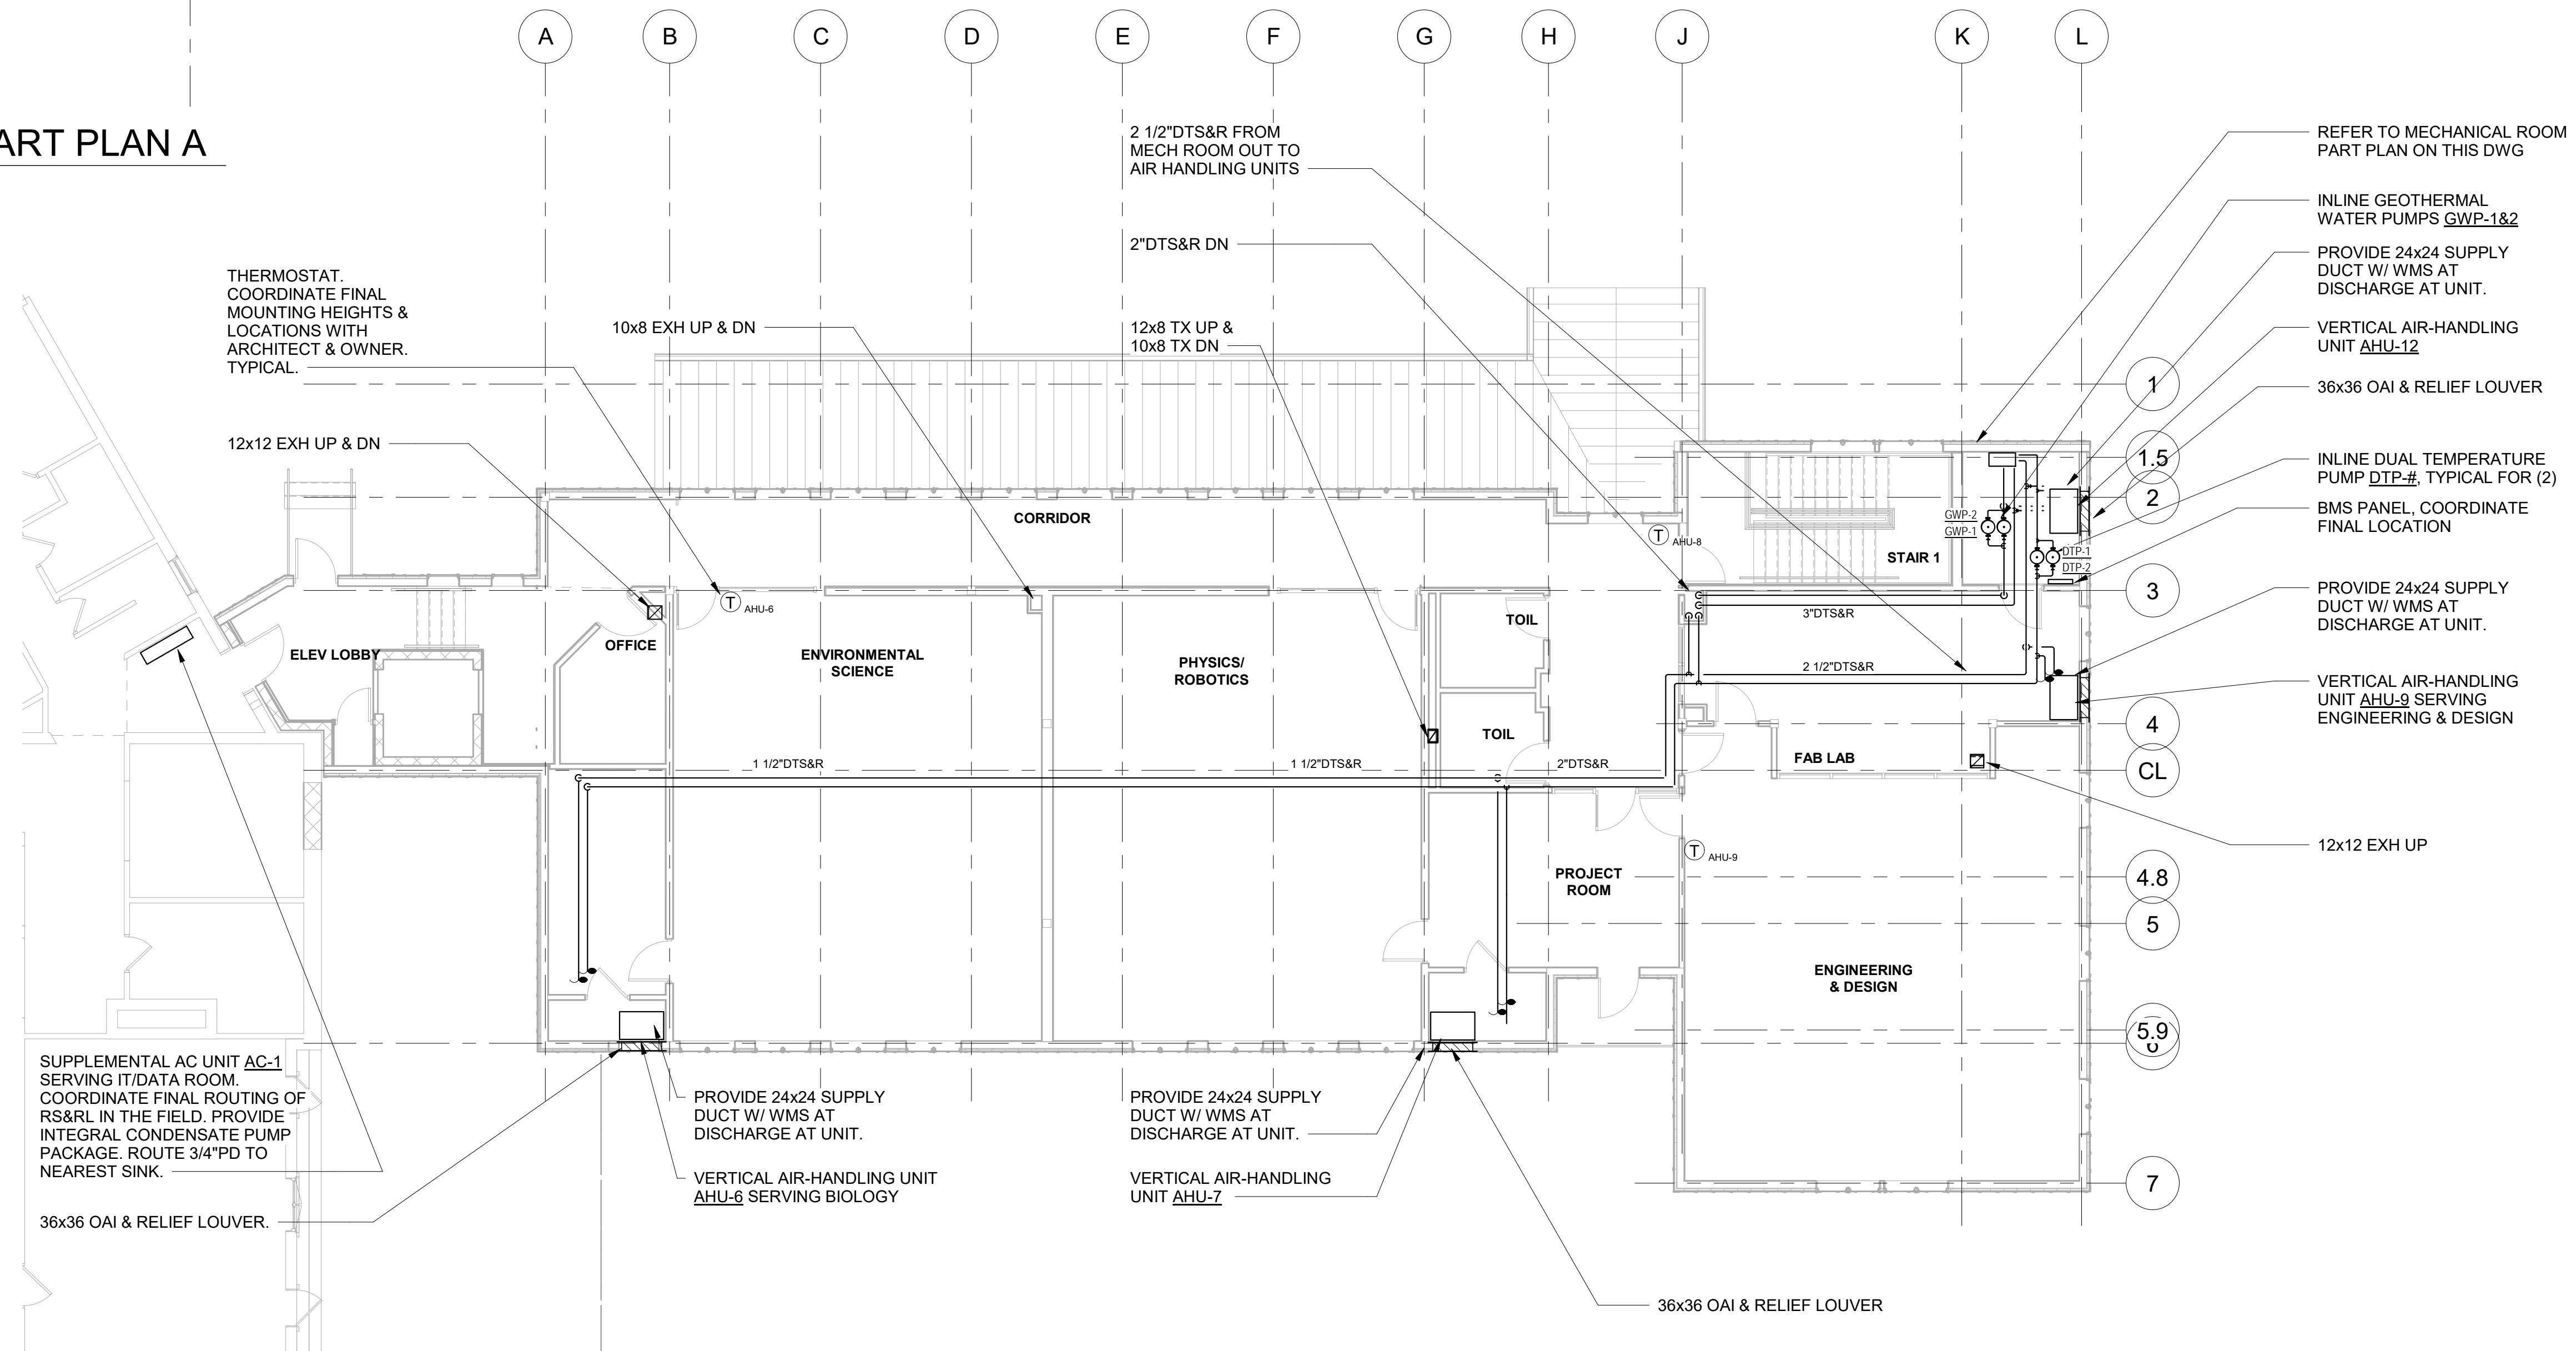 A
B
C
D
E
F
G
H
J
K
L
ART PLAN A
2 1/2"DTS&R FROM
MECH ROOM OUT TO
AIR HANDLING UNITS
2"DTS&R DN
12x8 TX UP &
10x8 TX DN
10x8 EXH UP & DN
THERMOSTAT.
COORDINATE FINAL
MOUNTING HEIGHTS &
LOCATIONS WITH
ARCHITECT & OWNER.
TYPICAL.
12x12 EXH UP & DN
REFER TO MECHANICAL ROOM
PART PLAN ON THIS DWG
INLINE GEOTHERMAL
WATER PUMPS GWP-1&2
PROVIDE 24x24 SUPPLY
DUCT W/ WMS AT
DISCHARGE AT UNIT.
VERTICAL AIR-HANDLING
UNIT AHU-12
36x36 OAI & RELIEF LOUVER
INLINE DUAL TEMPERATURE
PUMP DTP-#, TYPICAL FOR (2)
BMS PANEL, COORDINATE
FINAL LOCATION
PROVIDE 24x24 SUPPLY
DUCT W/ WMS AT
DISCHARGE AT UNIT.
VERTICAL AIR-HANDLING
UNIT AHU-9 SERVING
ENGINEERING & DESIGN
12x12 EXH UP
1
1.5
2
3
4
CL
4.8
5
5.9
6
7
CORRIDOR
STAIR 1
GWP-2
GWP-1
DTP-1
DTP-2
T AHU-8
T AHU-6
T AHU-9
ELEV LOBBY
OFFICE
ENVIRONMENTAL
SCIENCE
PHYSICS/
ROBOTICS
TOIL
TOIL
3"DTS&R
2 1/2"DTS&R
FAB LAB
1 1/2"DTS&R
1 1/2"DTS&R
2"DTS&R
PROJECT
ROOM
ENGINEERING
& DESIGN
SUPPLEMENTAL AC UNIT AC-1
SERVING IT/DATA ROOM.
COORDINATE FINAL ROUTING OF
RS&RL IN THE FIELD. PROVIDE
INTEGRAL CONDENSATE PUMP
PACKAGE. ROUTE 3/4"PD TO
NEAREST SINK.
36x36 OAI & RELIEF LOUVER.
PROVIDE 24x24 SUPPLY
DUCT W/ WMS AT
DISCHARGE AT UNIT.
VERTICAL AIR-HANDLING UNIT
AHU-6 SERVING BIOLOGY
PROVIDE 24x24 SUPPLY
DUCT W/ WMS AT
DISCHARGE AT UNIT.
VERTICAL AIR-HANDLING
UNIT AHU-7
36x36 OAI & RELIEF LOUVER